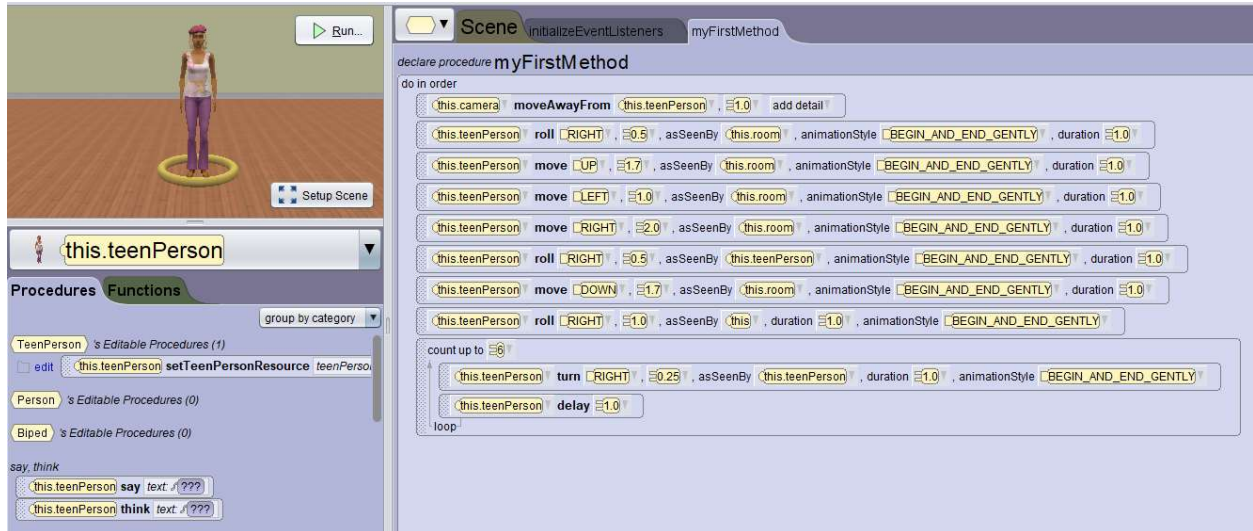 Run...
Setup Scene
this.teenPerson
Procedures Functions
group by category
TeenPerson 's Editable Procedures (1)
edit this.teenPerson setTeenPersonResource teenPerso
Person 's Editable Procedures (0)
Biped 's Editable Procedures (0)
say, think
this.teenPerson say text: ???
this.teenPerson think text: ???
Scene initializeEventListeners myFirstMethod
declare procedure myFirstMethod
do in order
this.camera moveAwayFrom this.teenPerson , 1.0 add detail
this.teenPerson roll RIGHT , 0.5 , asSeenBy this.room , animationStyle BEGIN_AND_END_GENTLY , duration 1.0
this.teenPerson move UP , 1.7 , asSeenBy this.room , animationStyle BEGIN_AND_END_GENTLY , duration 1.0
this.teenPerson move LEFT , 1.0 , asSeenBy this.room , animationStyle BEGIN_AND_END_GENTLY , duration 1.0
this.teenPerson move RIGHT , 2.0 , asSeenBy this.room , animationStyle BEGIN_AND_END_GENTLY , duration 1.0
this.teenPerson roll RIGHT , 0.5 , asSeenBy this.teenPerson , animationStyle BEGIN_AND_END_GENTLY , duration 1.0
this.teenPerson move DOWN , 1.7 , asSeenBy this.room , animationStyle BEGIN_AND_END_GENTLY , duration 1.0
this.teenPerson roll RIGHT , 1.0 , asSeenBy this , duration 1.0 , animationStyle BEGIN_AND_END_GENTLY
count up to 6
this.teenPerson turn RIGHT , 0.25 , asSeenBy this.teenPerson , duration 1.0 , animationStyle BEGIN_AND_END_GENTLY
this.teenPerson delay 1.0
loop